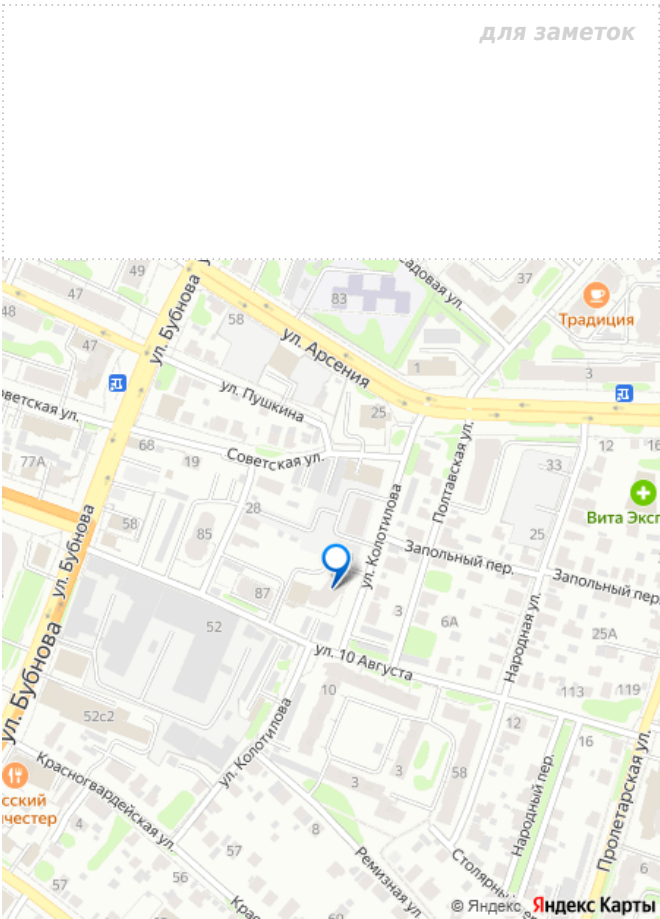 для заметок
49
47
48
47
58
83
ул. Бубнова
ул. Арсения
37
Традиция
1
3
ул. Пушкина
25
68
Советская ул.
19
77А
28
58
85
ул. Бубнова
ул. Колотилова
Полтавская ул.
33
12
16
Вита Эксп
25
Запольный пер.
Запольный пер.
87
3
6А
52
25А
Народная ул.
ул. 10 Августа
ул. Бубнова
52с2
10
113
119
12
16
ул. Колотилова
3
3
58
Красногвардейская ул.
4
8
57
57
56
Ремизная ул.
Народный пер.
Пролетарская ул.
6
© Яндекс Яндекс Карты